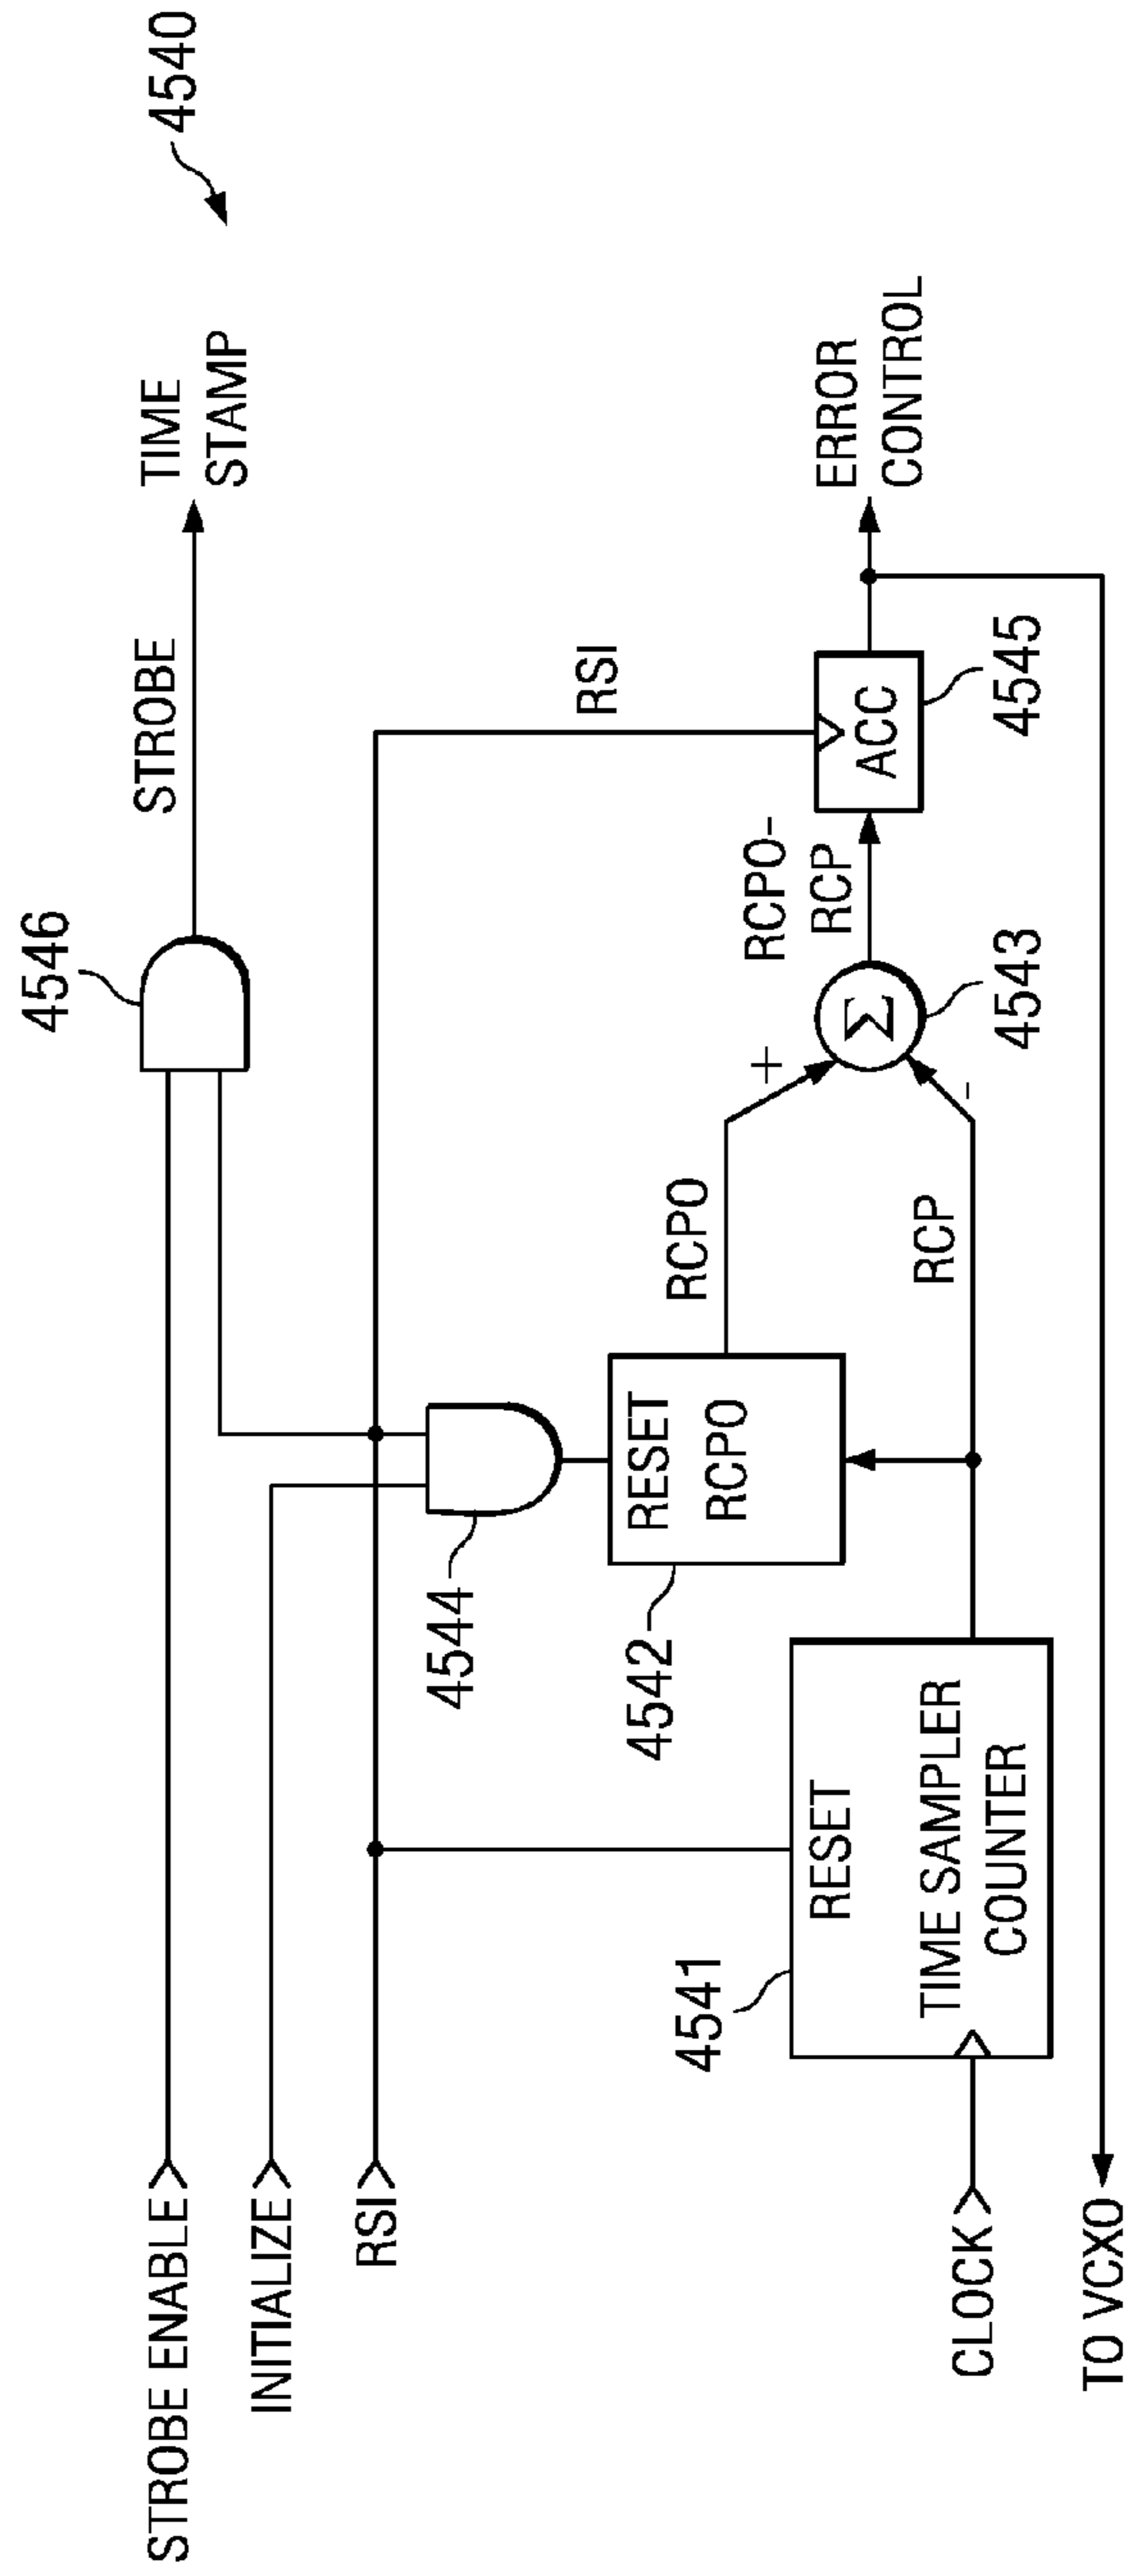 4540
STROBE ENABLE
4546
STROBE
TIME
STAMP
INITIALIZE
RSI
RSI
4544
4542
RESET
RCPO
RCPO
+
RCPO-
RCP
Σ
4543
ACC
4545
ERROR
CONTROL
4541
RESET
TIME SAMPLER
COUNTER
RCP
-
CLOCK
TO VCXO